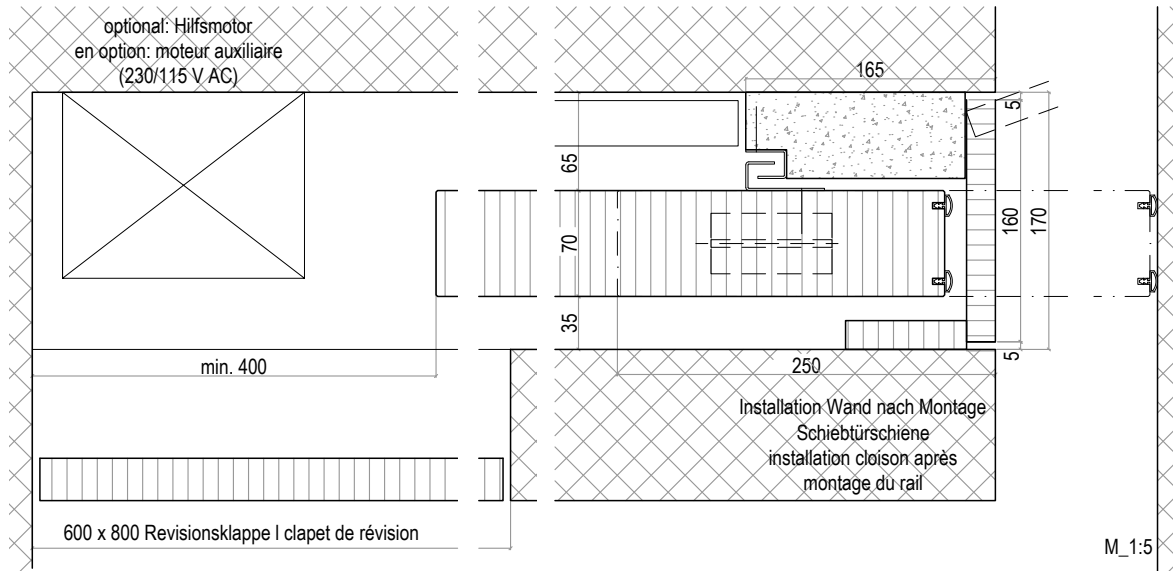 optional: Hilfsmotor
en option: moteur auxiliaire
(230/115 V AC)
165
5
65
160
170
70
35
5
min. 400
250
Installation Wand nach Montage
Schiebtürschiene
installation cloison après
montage du rail
600 x 800 Revisionsklappe l clapet de révision
M_1:5